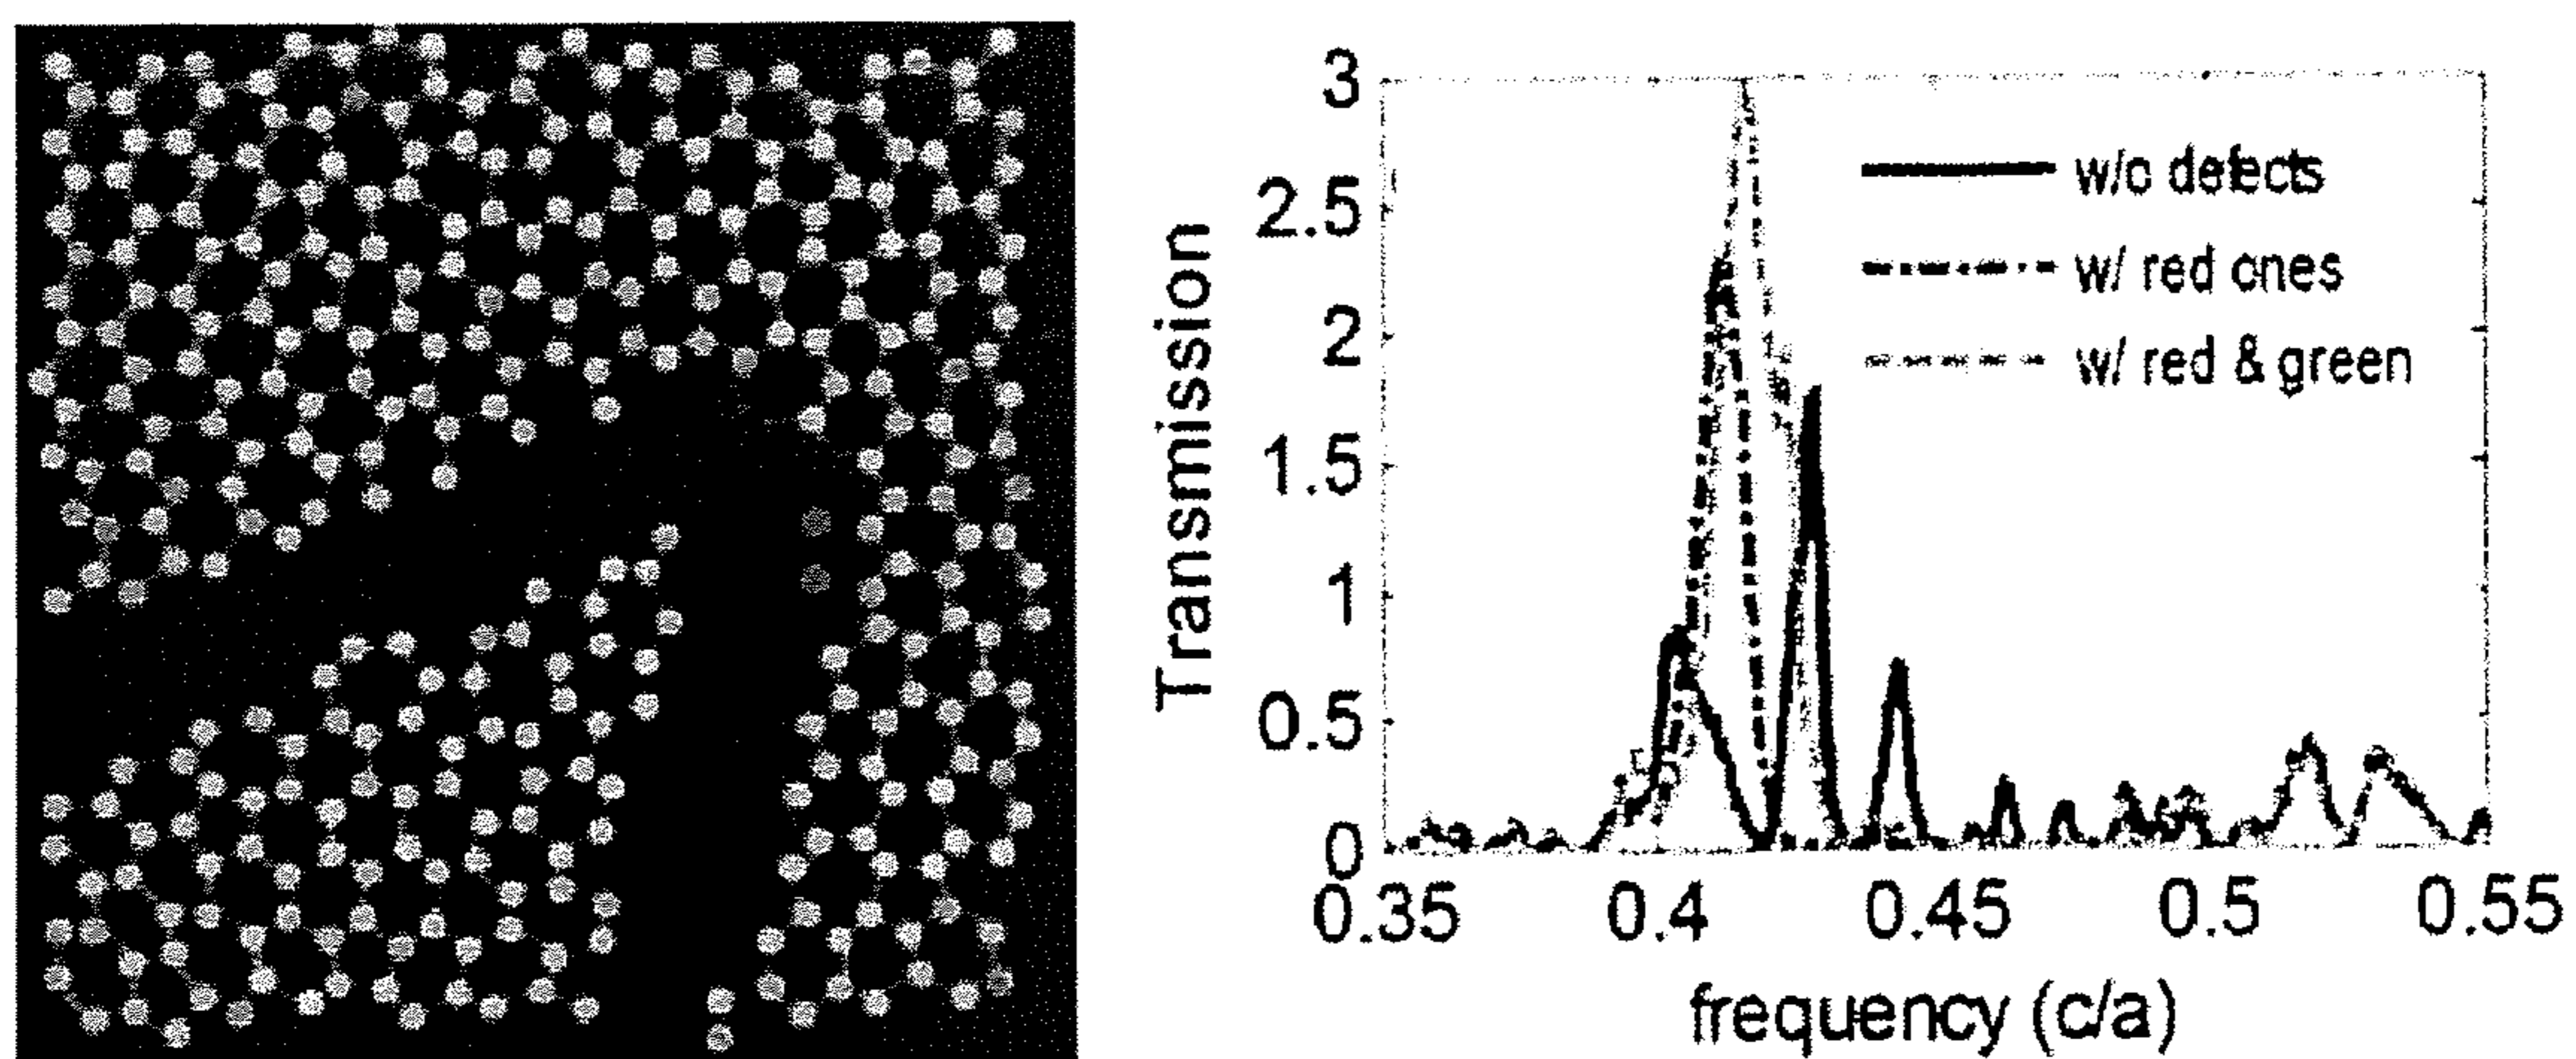 3
2.5
2
1.5
1
0.5
0
Transmission
w/o defects
w/ red ones
w/ red & green
0.35 0.4 0.45 0.5 0.55
frequency (c/a)